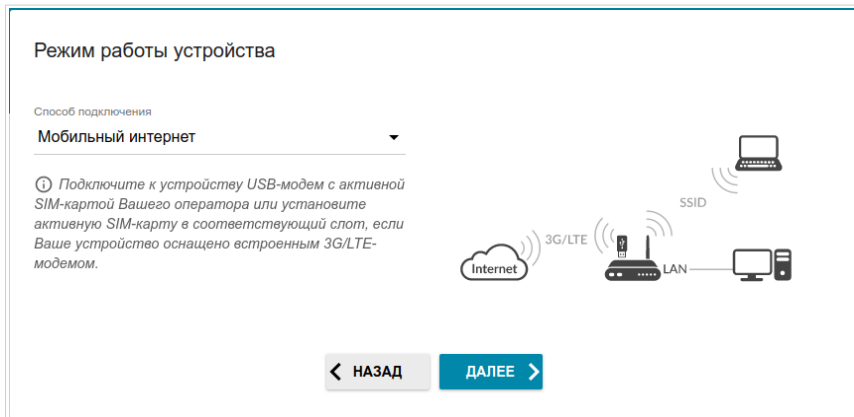 Режим работы устройства
Способ подключения
Мобильный интернет
Подключите к устройству USB-модем с активной
SIM-картой Вашего оператора или установите
активную SIM-карту в соответствующий слот, если
Ваше устройство оснащено встроенным 3G/LTE-
модемом.
SSID
3G/LTE
Internet
LAN
НАЗАД
ДАЛЕЕ